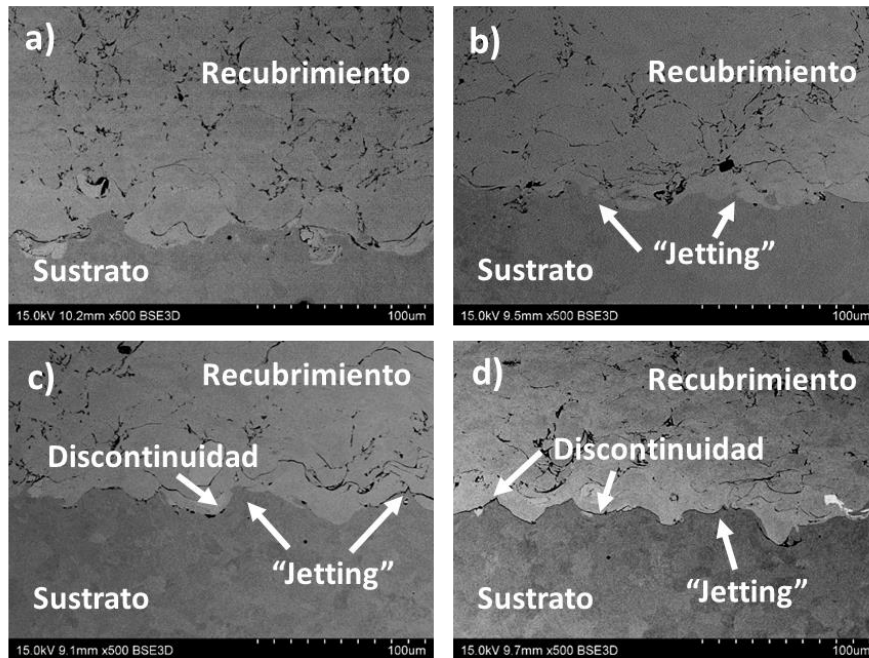 a)
Recubrimiento
Sustrato
15.0kV 10.2mm x500 BSE3D
100um
b)
Recubrimiento
Sustrato
"Jetting"
15.0kV 9.5mm x500 BSE3D
100um
c)
Recubrimiento
Discontinuidad
"Jetting"
Sustrato
15.0kV 9.1mm x500 BSE3D
100um
d)
Recubrimiento
Discontinuidad
Sustrato
"Jetting"
15.0kV 9.7mm x500 BSE3D
100um